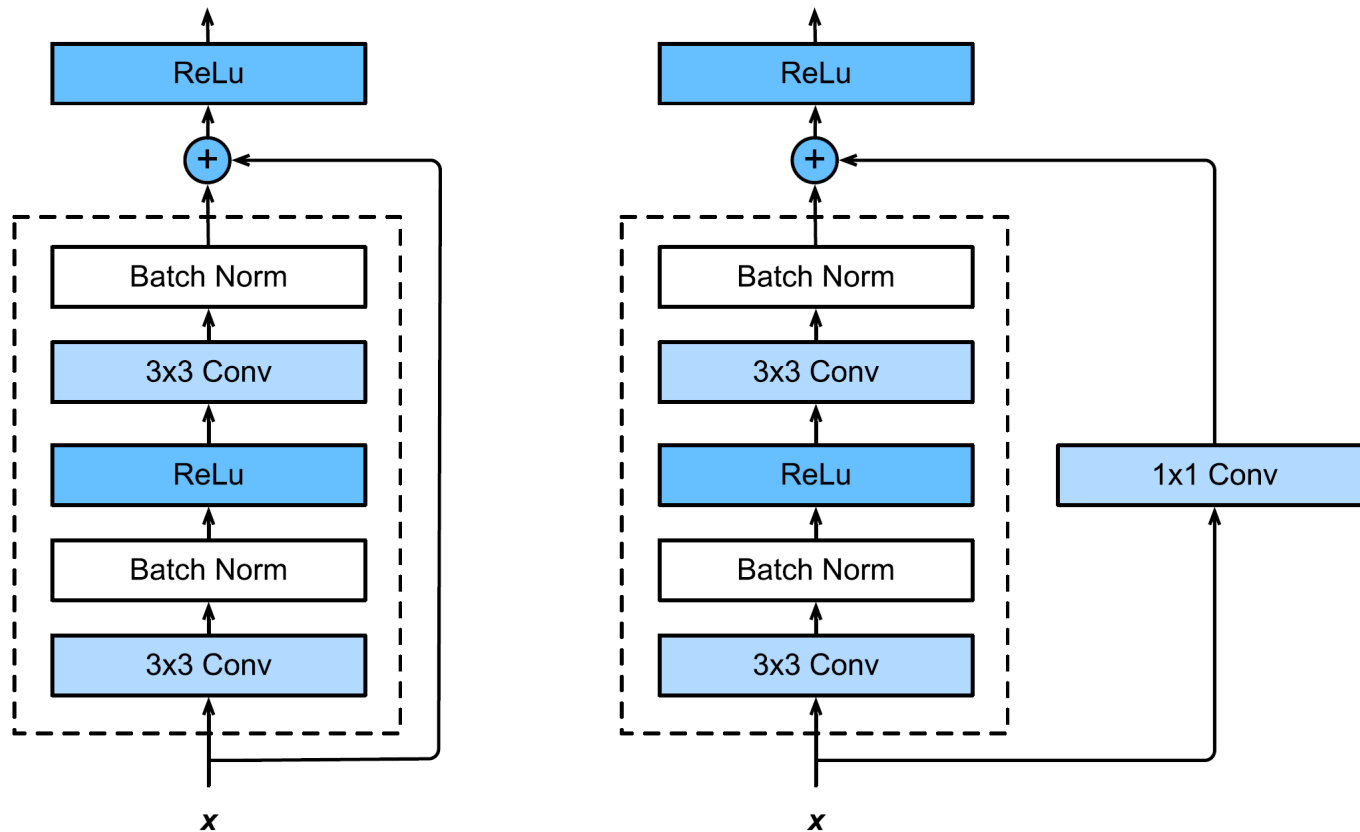 ReLu
+
Batch Norm
3x3 Conv
ReLu
Batch Norm
3x3 Conv
x
ReLu
+
Batch Norm
3x3 Conv
ReLu
Batch Norm
3x3 Conv
x
1x1 Conv